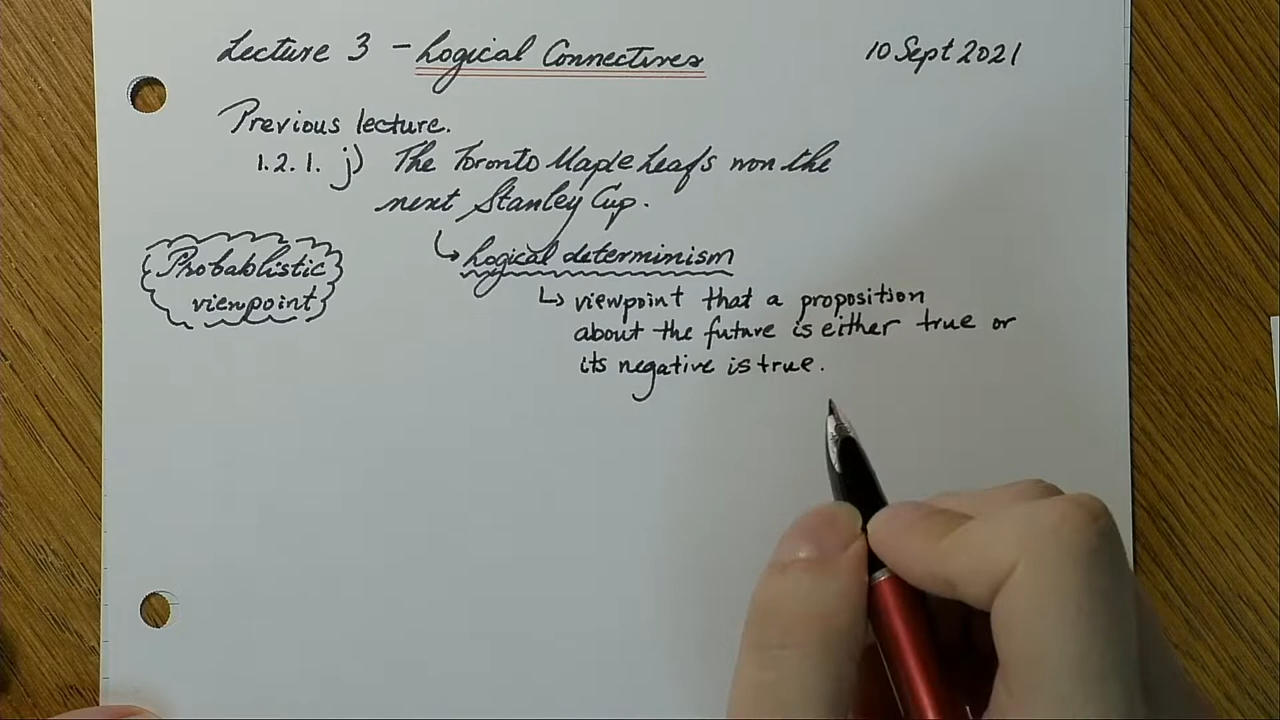 Lecture 3 - Logical Connectives 10 Sept 2021
Previous lecture.
1.2.1. j) The Toronto Maple Leafs won the
next Stanley Cup.
↳ Logical determinism
Probablistic
viewpoint
↳ viewpoint that a proposition
about the future is either true or
its negative is true.